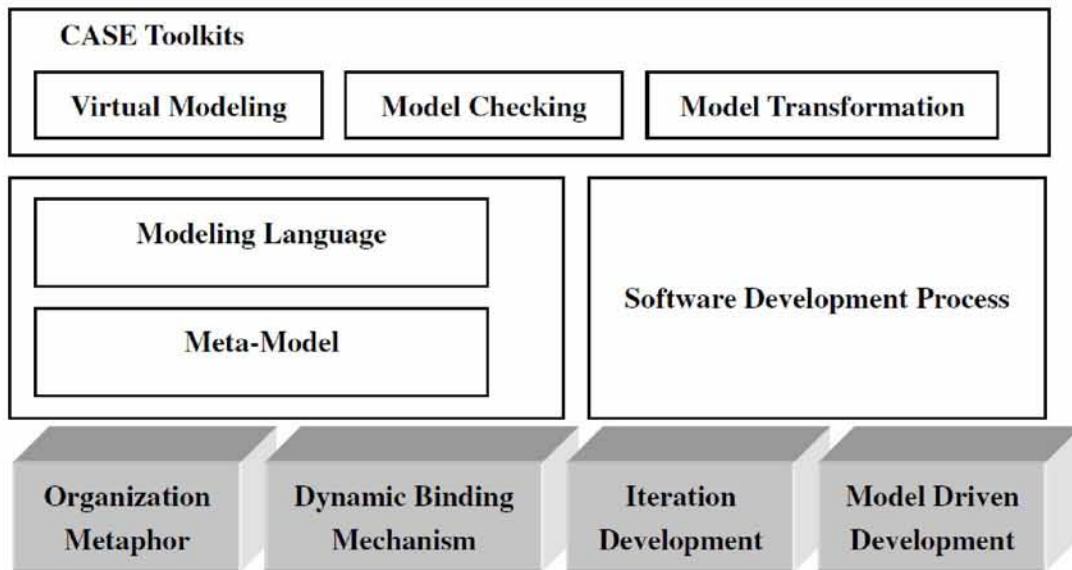 CASE Toolkits
Virtual Modeling
Model Checking
Model Transformation
Modeling Language
Meta-Model
Software Development Process
Organization
Metaphor
Dynamic Binding
Mechanism
Iteration
Development
Model Driven
Development